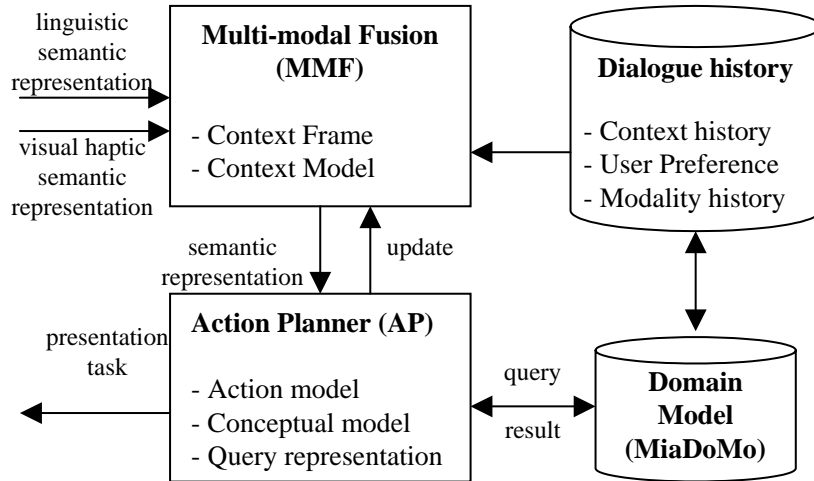 linguistic
semantic
representation
visual haptic
semantic
representation
Multi-modal Fusion
(MMF)
- Context Frame
- Context Model
Dialogue history
- Context history
- User Preference
- Modality history
semantic
representation
update
presentation
task
Action Planner (AP)
- Action model
- Conceptual model
- Query representation
query
result
Domain
Model
(MiaDoMo)